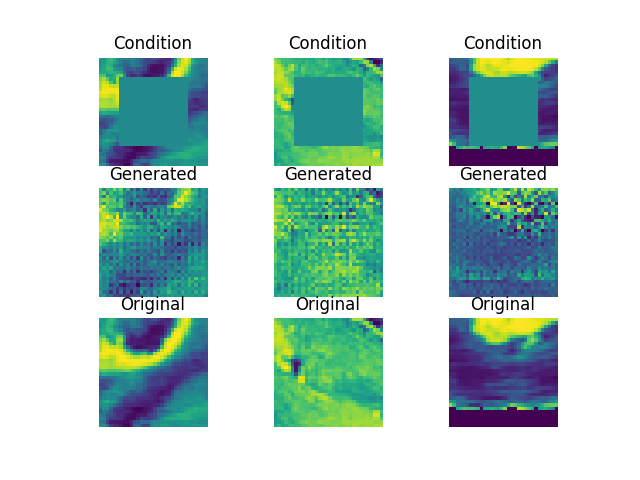 Condition Condition Condition
Generated Generated Generated
Original Original Original